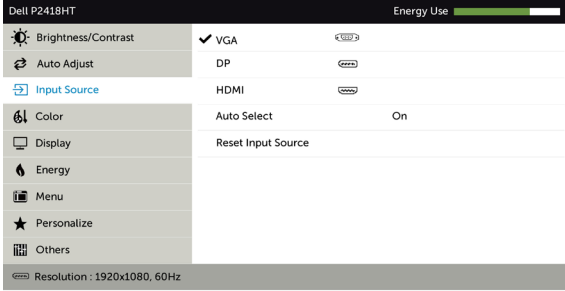 Dell P2418HT Energy Use
Brightness/Contrast
Auto Adjust
Input Source
Color
Display
Energy
Menu
Personalize
Others
VGA
DP
HDMI
Auto Select On
Reset Input Source
Resolution : 1920x1080, 60Hz